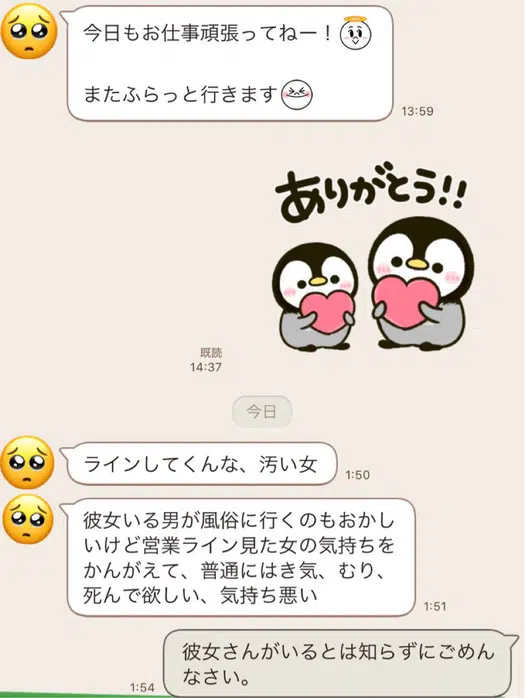 今日もお仕事頑張ってねー！
またふらっと行きます
13:59
ありがとう!!
既読
14:37
今日
ラインしてくんな、汚い女
1:50
彼女いる男が風俗に行くのもおかし
いけど営業ライン見た女の気持ちを
かんがえて、普通にはき気、むり、
死んで欲しい、気持ち悪い
1:51
彼女さんがいるとは知らずにごめん
なさい。
1:54